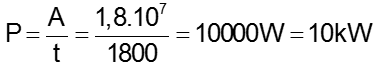 P = A/t = 1,8.10^7/1800 = 10000W = 10kW